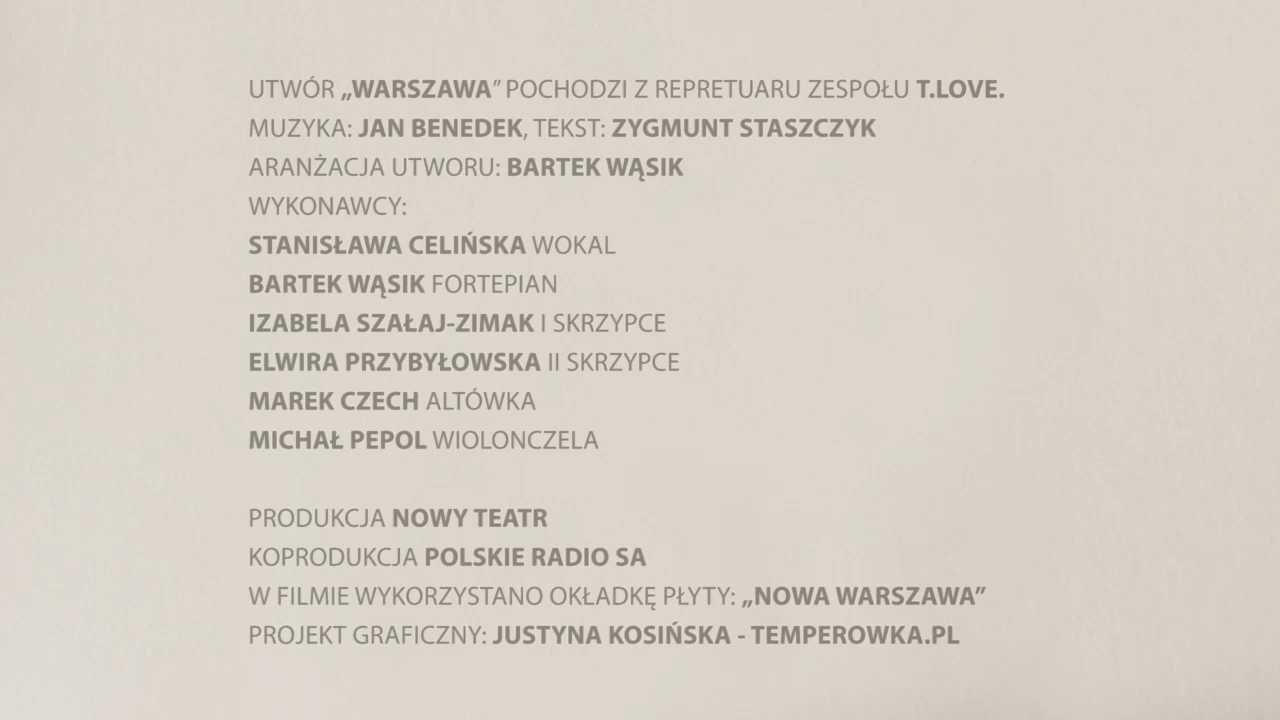 UTWÓR „WARSZAWA” POCHODZI Z REPRETUARU ZESPOŁU T.LOVE.
MUZYKA: JAN BENEDEK, TEKST: ZYGMUNT STASZCZYK
ARANŻACJA UTWORU: BARTEK WĄSIK
WYKONAWCY:
STANISŁAWA CELIŃSKA WOKAL
BARTEK WĄSIK FORTEPIAN
IZABELA SZAŁAJ-ZIMAK I SKRZYPCE
ELWIRA PRZYBYŁOWSKA II SKRZYPCE
MAREK CZECH ALTÓWKA
MICHAŁ PEPOL WIOLONCZELA
PRODUKCJA NOWY TEATR
KOPRODUKCJA POLSKIE RADIO SA
W FILMIE WYKORZYSTANO OKŁADKĘ PŁYTY: „NOWA WARSZAWA”
PROJEKT GRAFICZNY: JUSTYNA KOSIŃSKA - TEMPEROWKA.PL